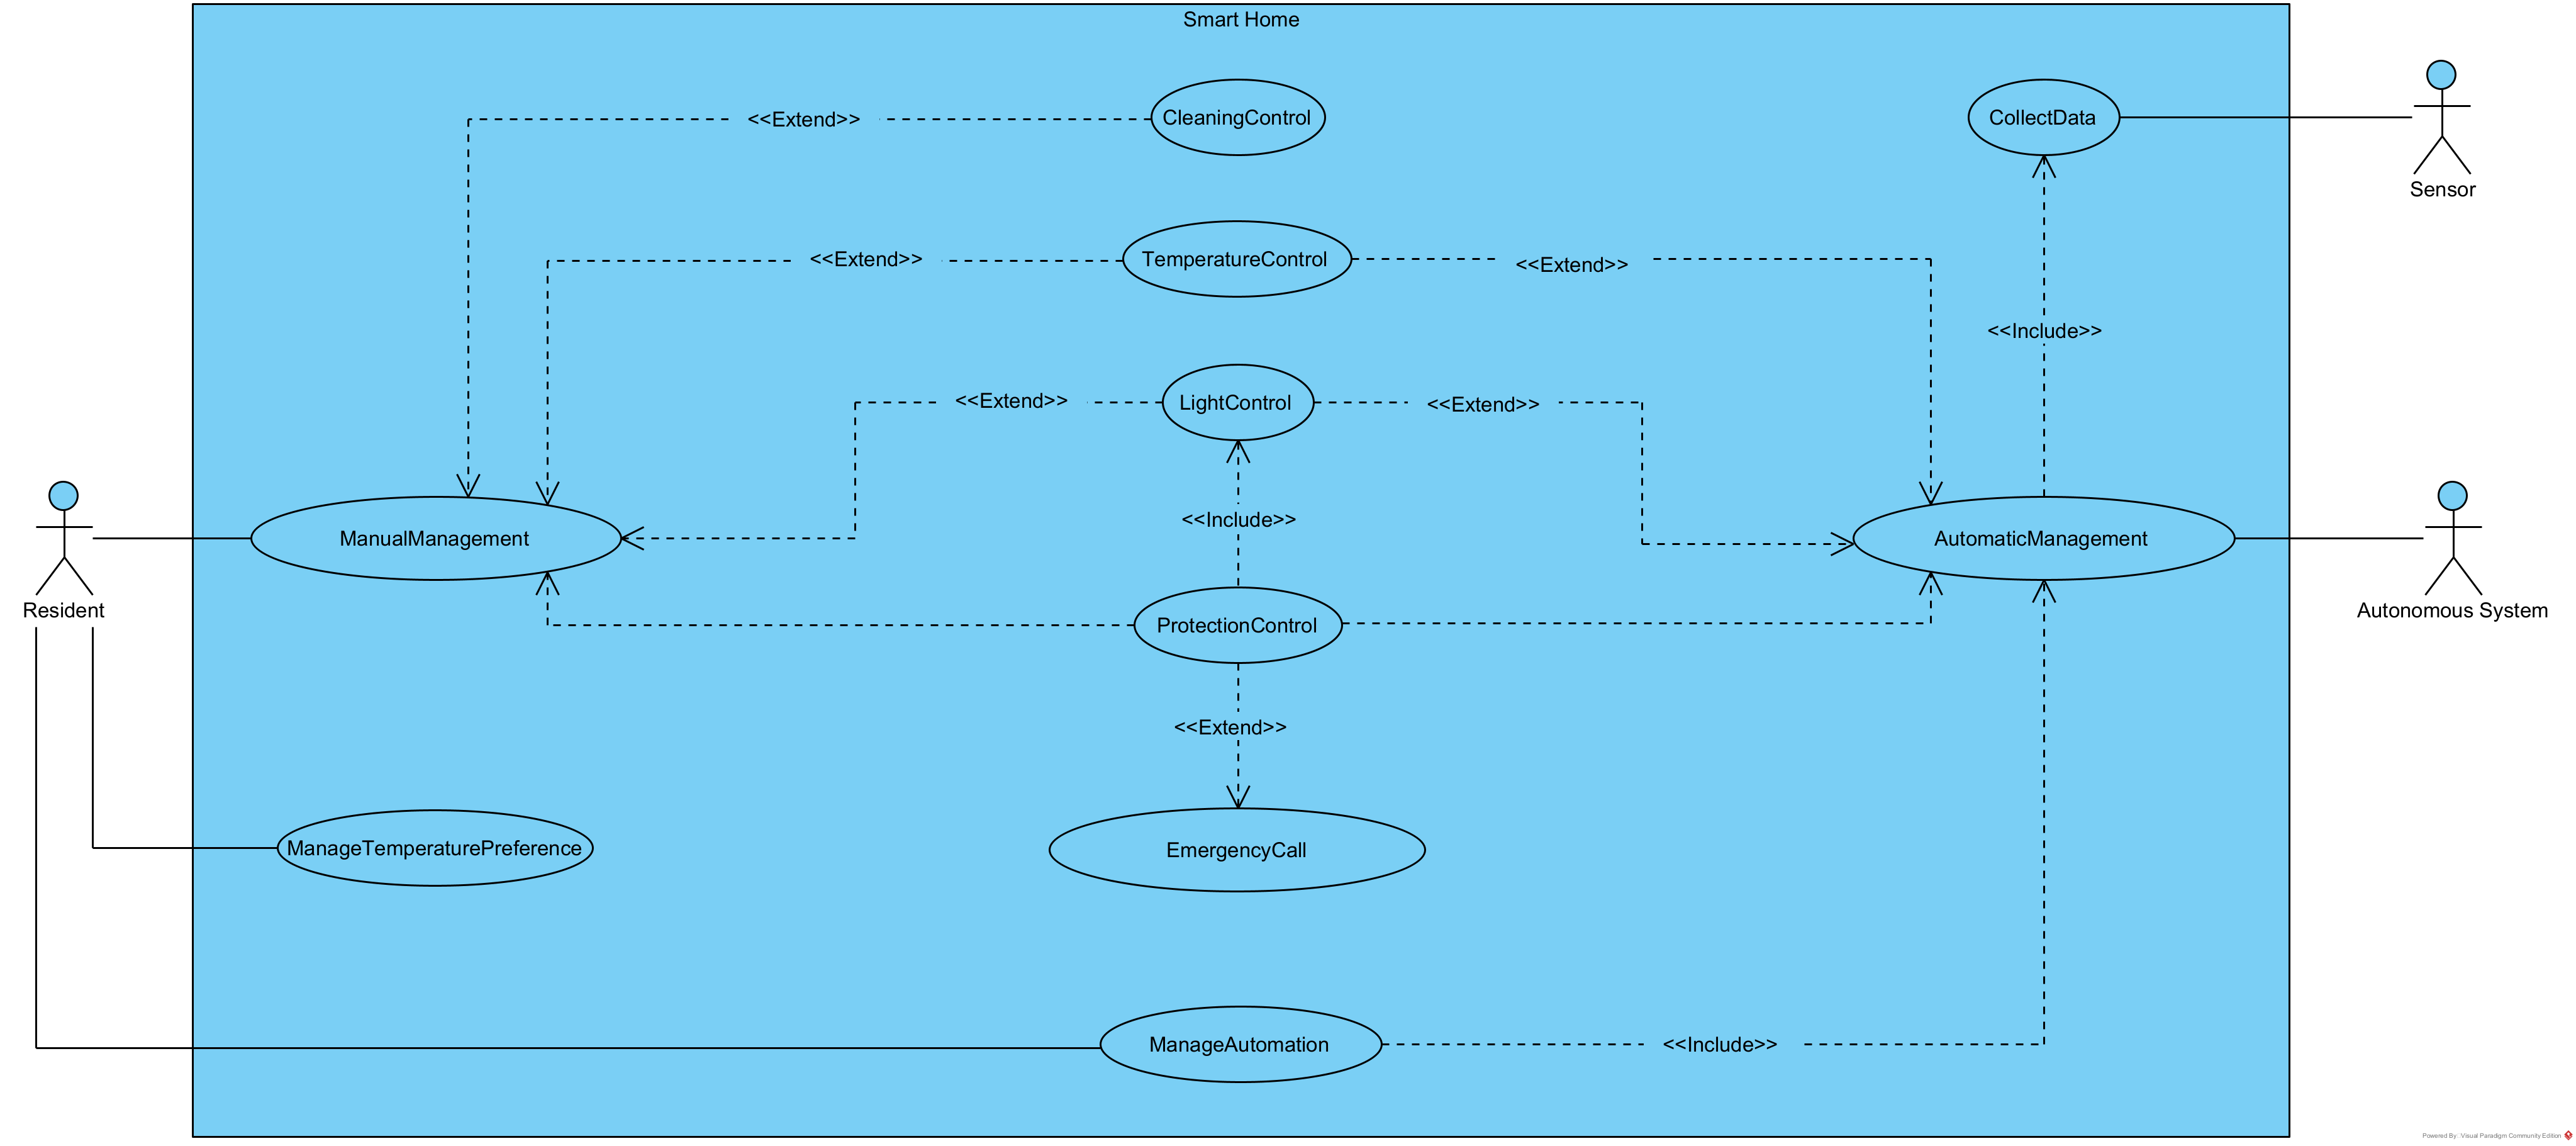 Smart Home
CleaningControl
<<Extend>>
CollectData
Sensor
TemperatureControl
<<Extend>>
<<Extend>>
<<Include>>
LightControl
<<Extend>>
<<Extend>>
<<Include>>
ManualManagement
AutomaticManagement
Resident
Autonomous System
ProtectionControl
<<Extend>>
ManageTemperaturePreference
EmergencyCall
ManageAutomation
<<Include>>
Powered By: Visual Paradigm Community Edition